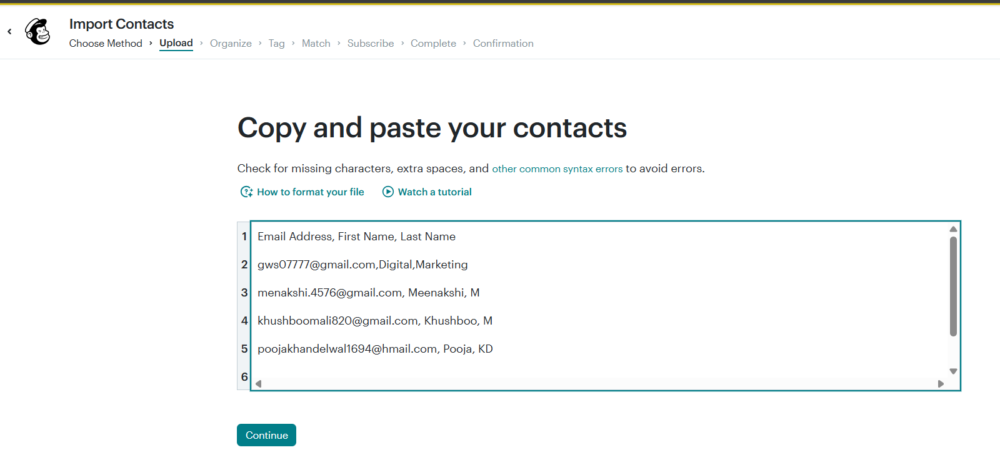 Import Contacts
Choose Method › Upload › Organize › Tag › Match › Subscribe › Complete › Confirmation
Copy and paste your contacts
Check for missing characters, extra spaces, and other common syntax errors to avoid errors.
How to format your file Watch a tutorial
1 Email Address, First Name, Last Name
2 gws07777@gmail.com,Digital,Marketing
3 menakshi.4576@gmail.com, Meenakshi, M
4 khushboomali820@gmail.com, Khushboo, M
5 poojakhandelwal1694@hmail.com, Pooja, KD
6
Continue